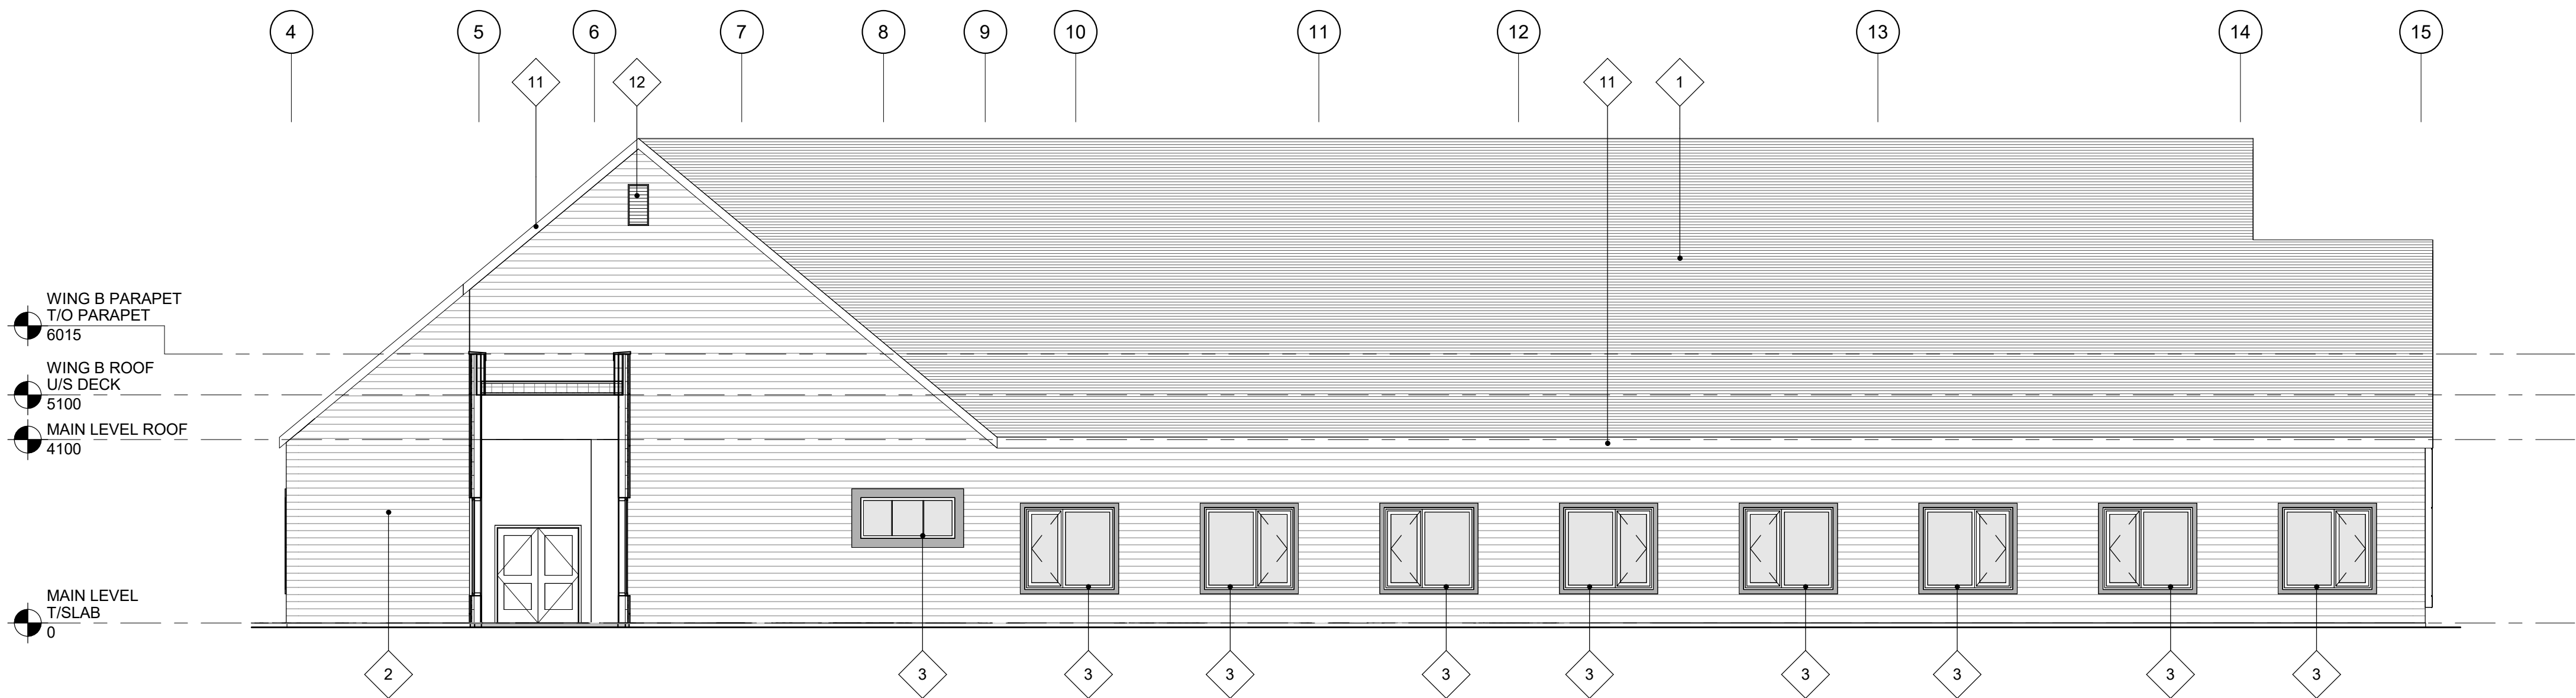 4 5 6 7 8 9 10 11 12 13 14 15
11 12 11 1
WING B PARAPET
T/O PARAPET
6015
WING B ROOF
U/S DECK
5100
MAIN LEVEL ROOF
4100
MAIN LEVEL
T/SLAB
0
2 3 3 3 3 3 3 3 3 3